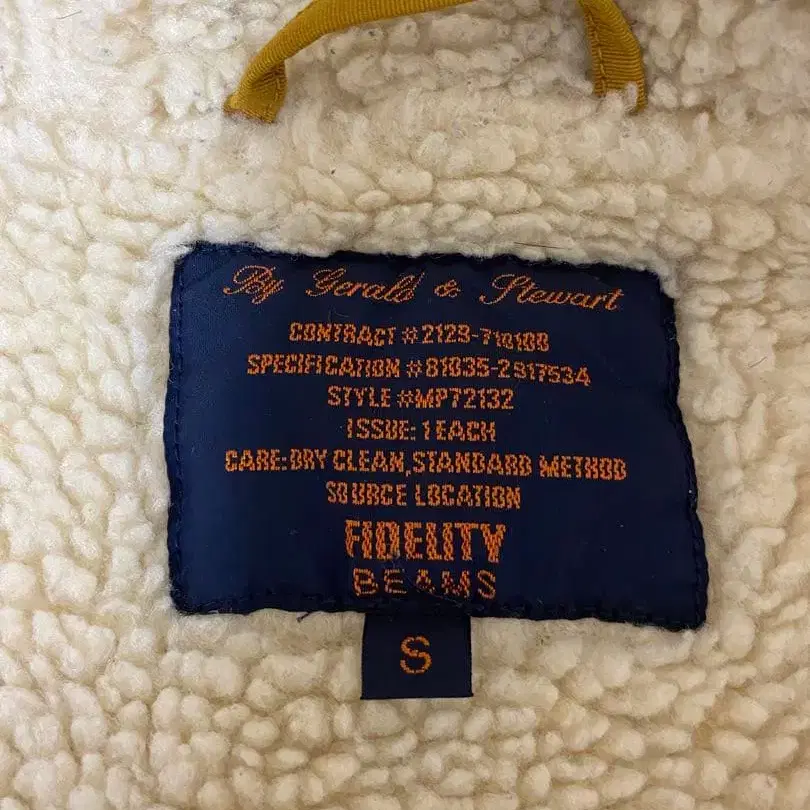 By Gerald & Stewart
CONTRACT #2129-710100
SPECIFICATION #81035-2917534
STYLE #MP72132
ISSUE: 1 EACH
CARE: DRY CLEAN, STANDARD METHOD
SOURCE LOCATION
FIDELITY
BEAMS
S